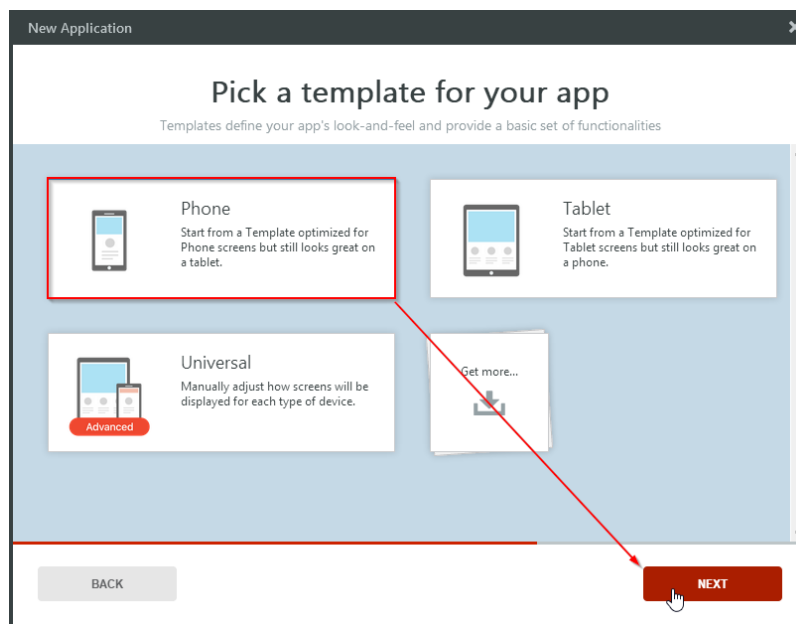 New Application
Pick a template for your app
Templates define your app's look-and-feel and provide a basic set of functionalities
Phone
Start from a Template optimized for
Phone screens but still looks great on
a tablet.
Tablet
Start from a Template optimized for
Tablet screens but still looks great on
a phone.
Universal
Manually adjust how screens will be
displayed for each type of device.
Advanced
Get more...
BACK
NEXT